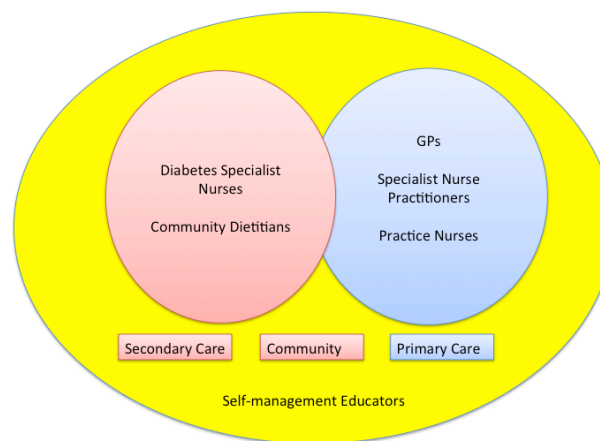 Diabetes Specialist
Nurses
Community Dietitians
GPs
Specialist Nurse
Practitioners
Practice Nurses
Secondary Care
Community
Primary Care
Self-management Educators